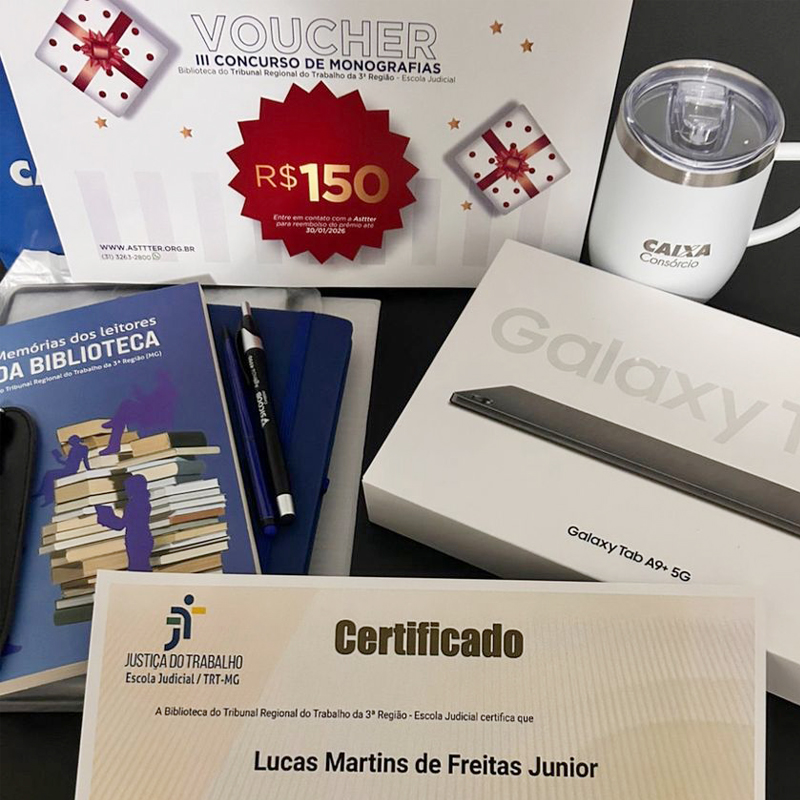 VOUCHER
III CONCURSO DE MONOGRAFIAS
Biblioteca do Tribunal Regional do Trabalho da 3ª Região - Escola Judicial
R$150
Entre em contato com a Astter
para reembolso do prêmio até
30/01/2026
WWW.ASTTTER.ORG.BR
(31) 3263-2800
CAIXA
Consórcio
Memórias dos leitores
DA BIBLIOTECA
Tribunal Regional do Trabalho da 3ª Região (MG)
SICOOB
Galaxy T
Galaxy Tab A9+ 5G
Certificado
JUSTIÇA DO TRABALHO
Escola Judicial / TRT-MG
A Biblioteca do Tribunal Regional do Trabalho da 3ª Região - Escola Judicial certifica que
Lucas Martins de Freitas Junior